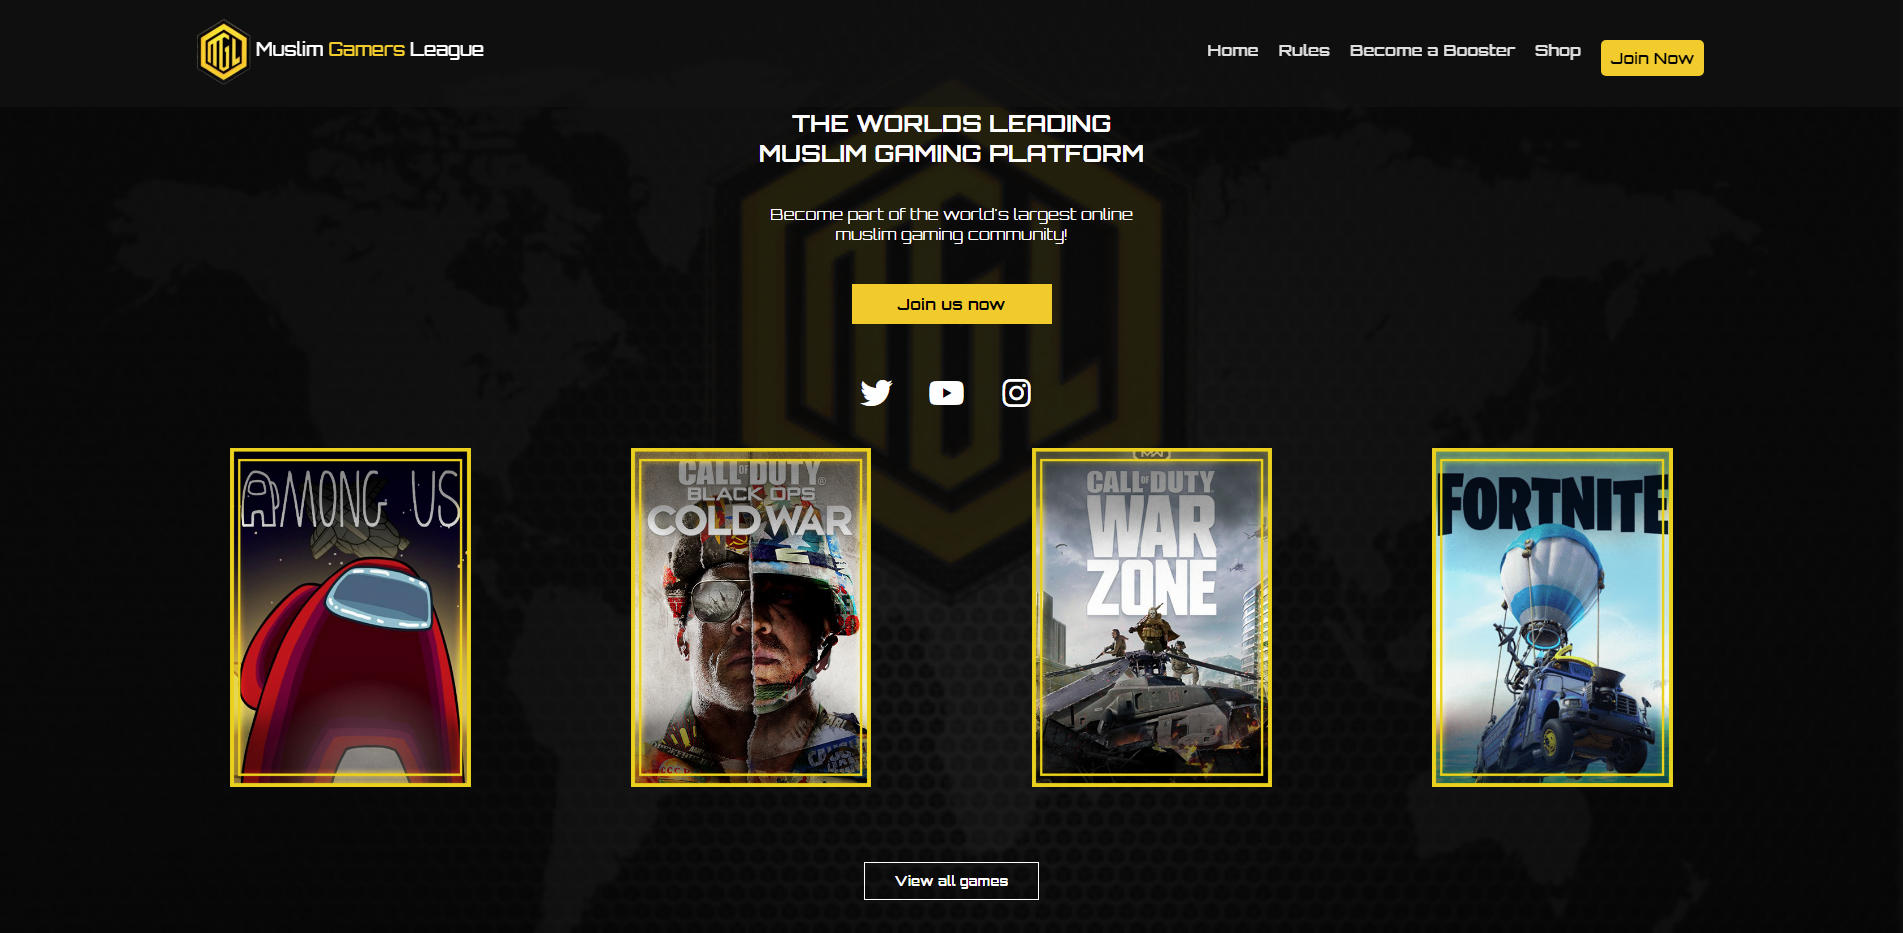 MGL
Muslim Gamers League
Home
Rules
Become a Booster
Shop
Join Now
THE WORLDS LEADING
MUSLIM GAMING PLATFORM
Become part of the world's largest online
muslim gaming community!
Join us now
AMONG US
CALL OF DUTY®
BLACK OPS
COLD WAR
MW
CALL OF DUTY
WAR
ZONE
FORTNITE
View all games